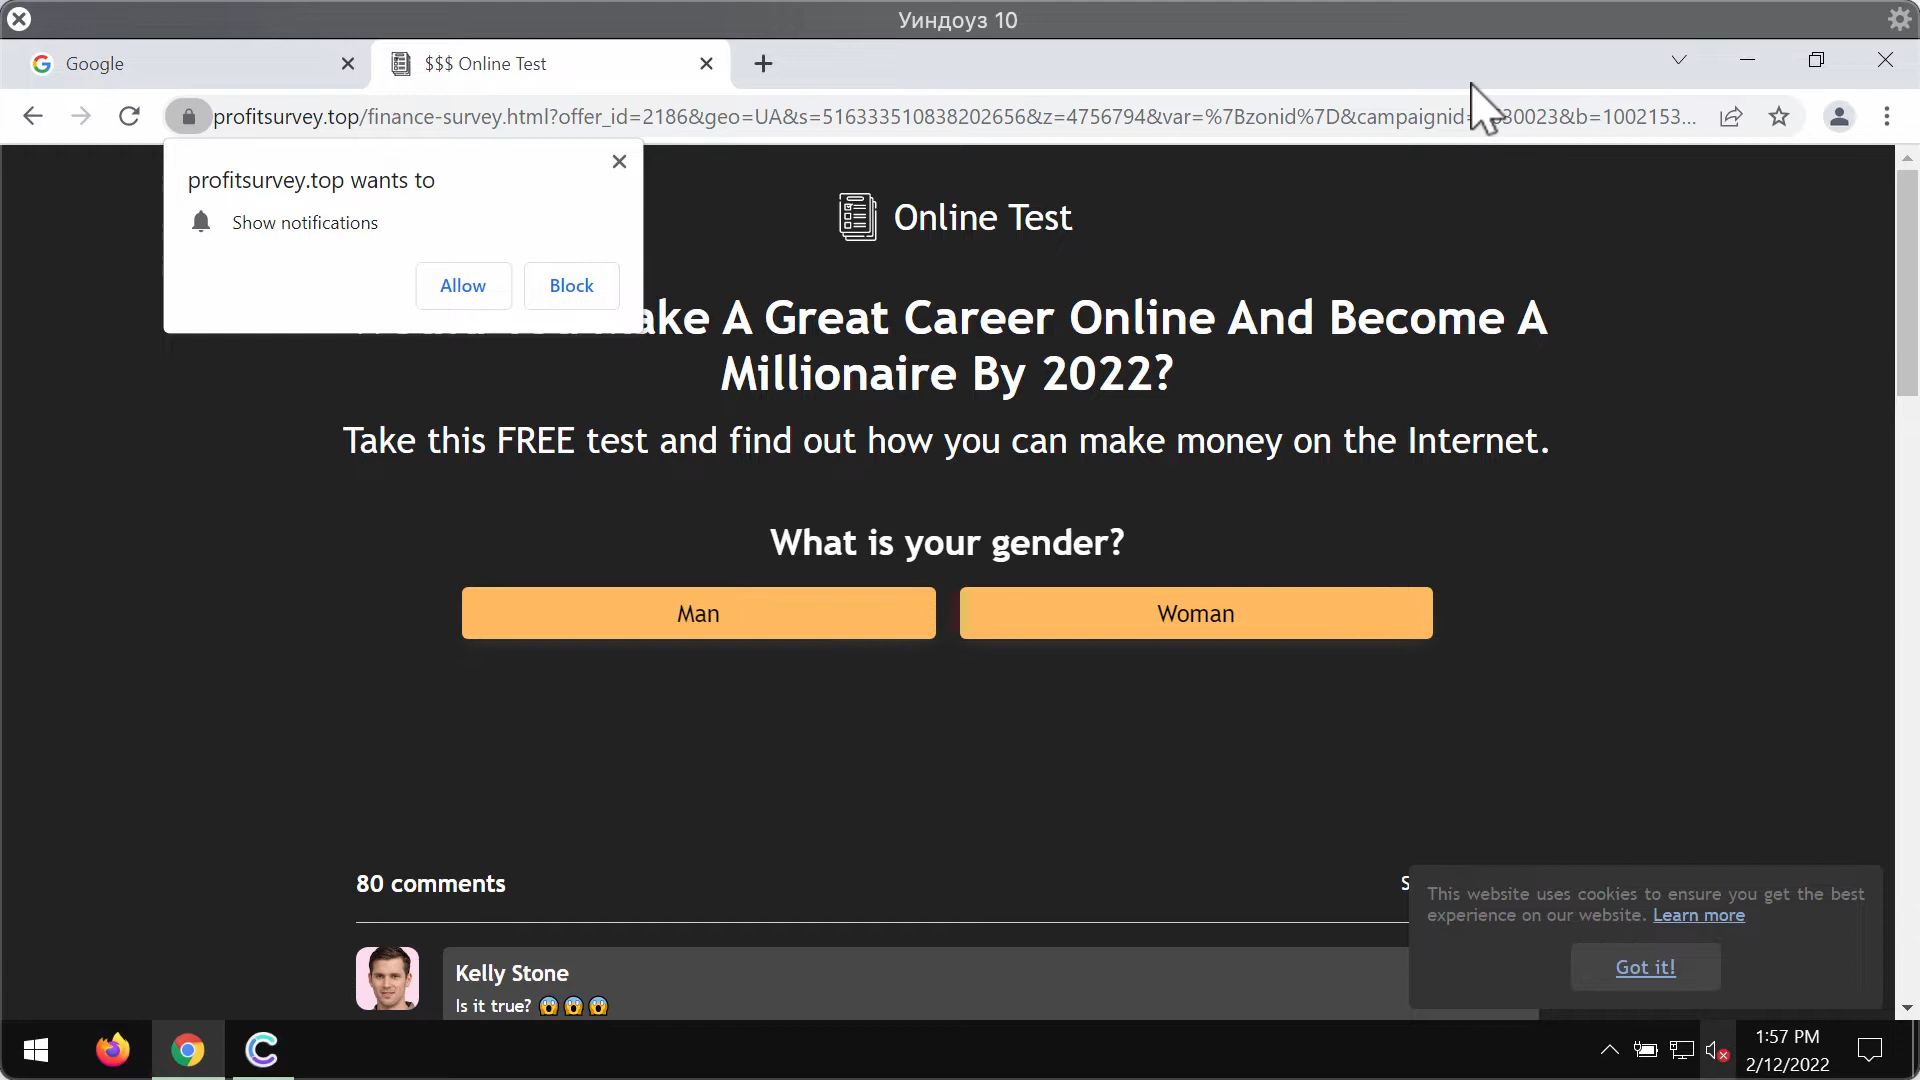 Уиндоуз 10
Google
$$$ Online Test
profitsurvey.top/finance-survey.html?offer_id=2186&geo=UA&s=516333510838202656&z=4756794&var=%7Bzonid%7D&campaignid= 30023&b=1002153...
profitsurvey.top wants to
Show notifications
Allow
Block
Online Test
ke A Great Career Online And Become A
Millionaire By 2022?
Take this FREE test and find out how you can make money on the Internet.
What is your gender?
Man
Woman
80 comments
S
This website uses cookies to ensure you get the best
experience on our website. Learn more
Got it!
Kelly Stone
Is it true? 😱 😱 😱
1:57 PM
2/12/2022